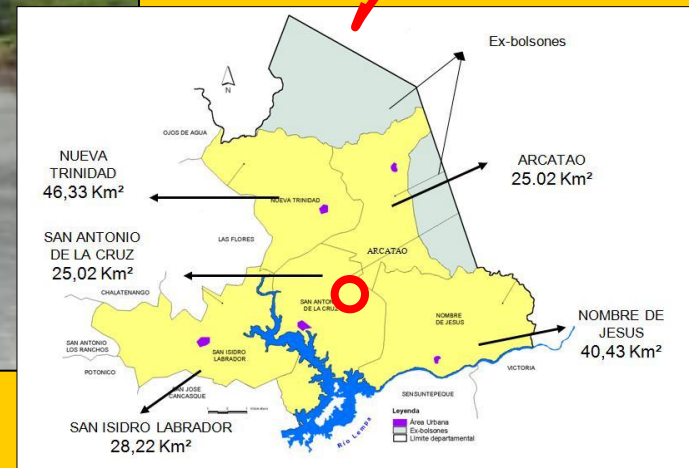 Ex-bolsones
N
OJOS DE AGUA
NUEVA
TRINIDAD
46,33 Km²
ARCATAO
25.02 Km²
NUEVA TRINIDAD
SAN ANTONIO
DE LA CRUZ
25,02 Km²
LAS FLORES
ARCATAO
CHALATENANGO
SAN ANTONIO
DE LA CRUZ
NOMBRE
DE JESUS
NOMBRE DE
JESUS
40,43 Km²
SAN ANTONIO
LOS RANCHOS
SAN ISIDRO
LABRADOR
POTONICO
VICTORIA
SAN JOSE
CANCASQUE
SENSUNTEPEQUE
SAN ISIDRO LABRADOR
28,22 Km²
Río Lempa
Leyenda
Área Urbana
Ex-bolsones
Limite departamental